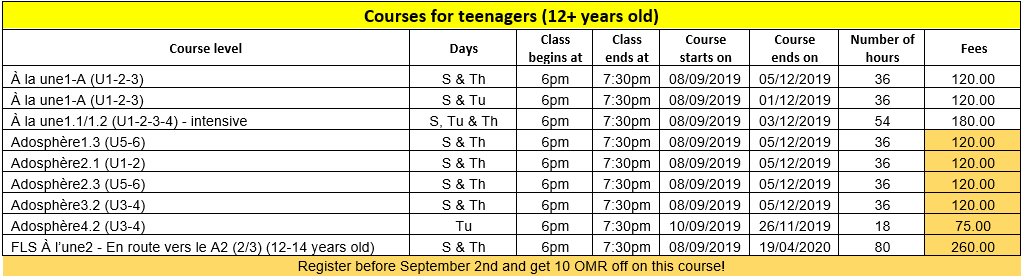 Courses for teenagers (12+ years old)
Course level Days Class begins at Class ends at Course starts on Course ends on Number of hours Fees
À la une1-A (U1-2-3) S & Th 6pm 7:30pm 08/09/2019 05/12/2019 36 120.00
À la une1-A (U1-2-3) S & Tu 6pm 7:30pm 08/09/2019 01/12/2019 36 120.00
À la une1.1/1.2 (U1-2-3-4) - intensive S, Tu & Th 6pm 7:30pm 08/09/2019 03/12/2019 54 180.00
Adosphère1.3 (U5-6) S & Th 6pm 7:30pm 08/09/2019 05/12/2019 36 120.00
Adosphère2.1 (U1-2) S & Th 6pm 7:30pm 08/09/2019 05/12/2019 36 120.00
Adosphère2.3 (U5-6) S & Th 6pm 7:30pm 08/09/2019 05/12/2019 36 120.00
Adosphère3.2 (U3-4) S & Th 6pm 7:30pm 08/09/2019 05/12/2019 36 120.00
Adosphère4.2 (U3-4) Tu 6pm 7:30pm 10/09/2019 26/11/2019 18 75.00
FLS À l’une2 - En route vers le A2 (2/3) (12-14 years old) S & Th 6pm 7:30pm 08/09/2019 19/04/2020 80 260.00
Register before September 2nd and get 10 OMR off on this course!